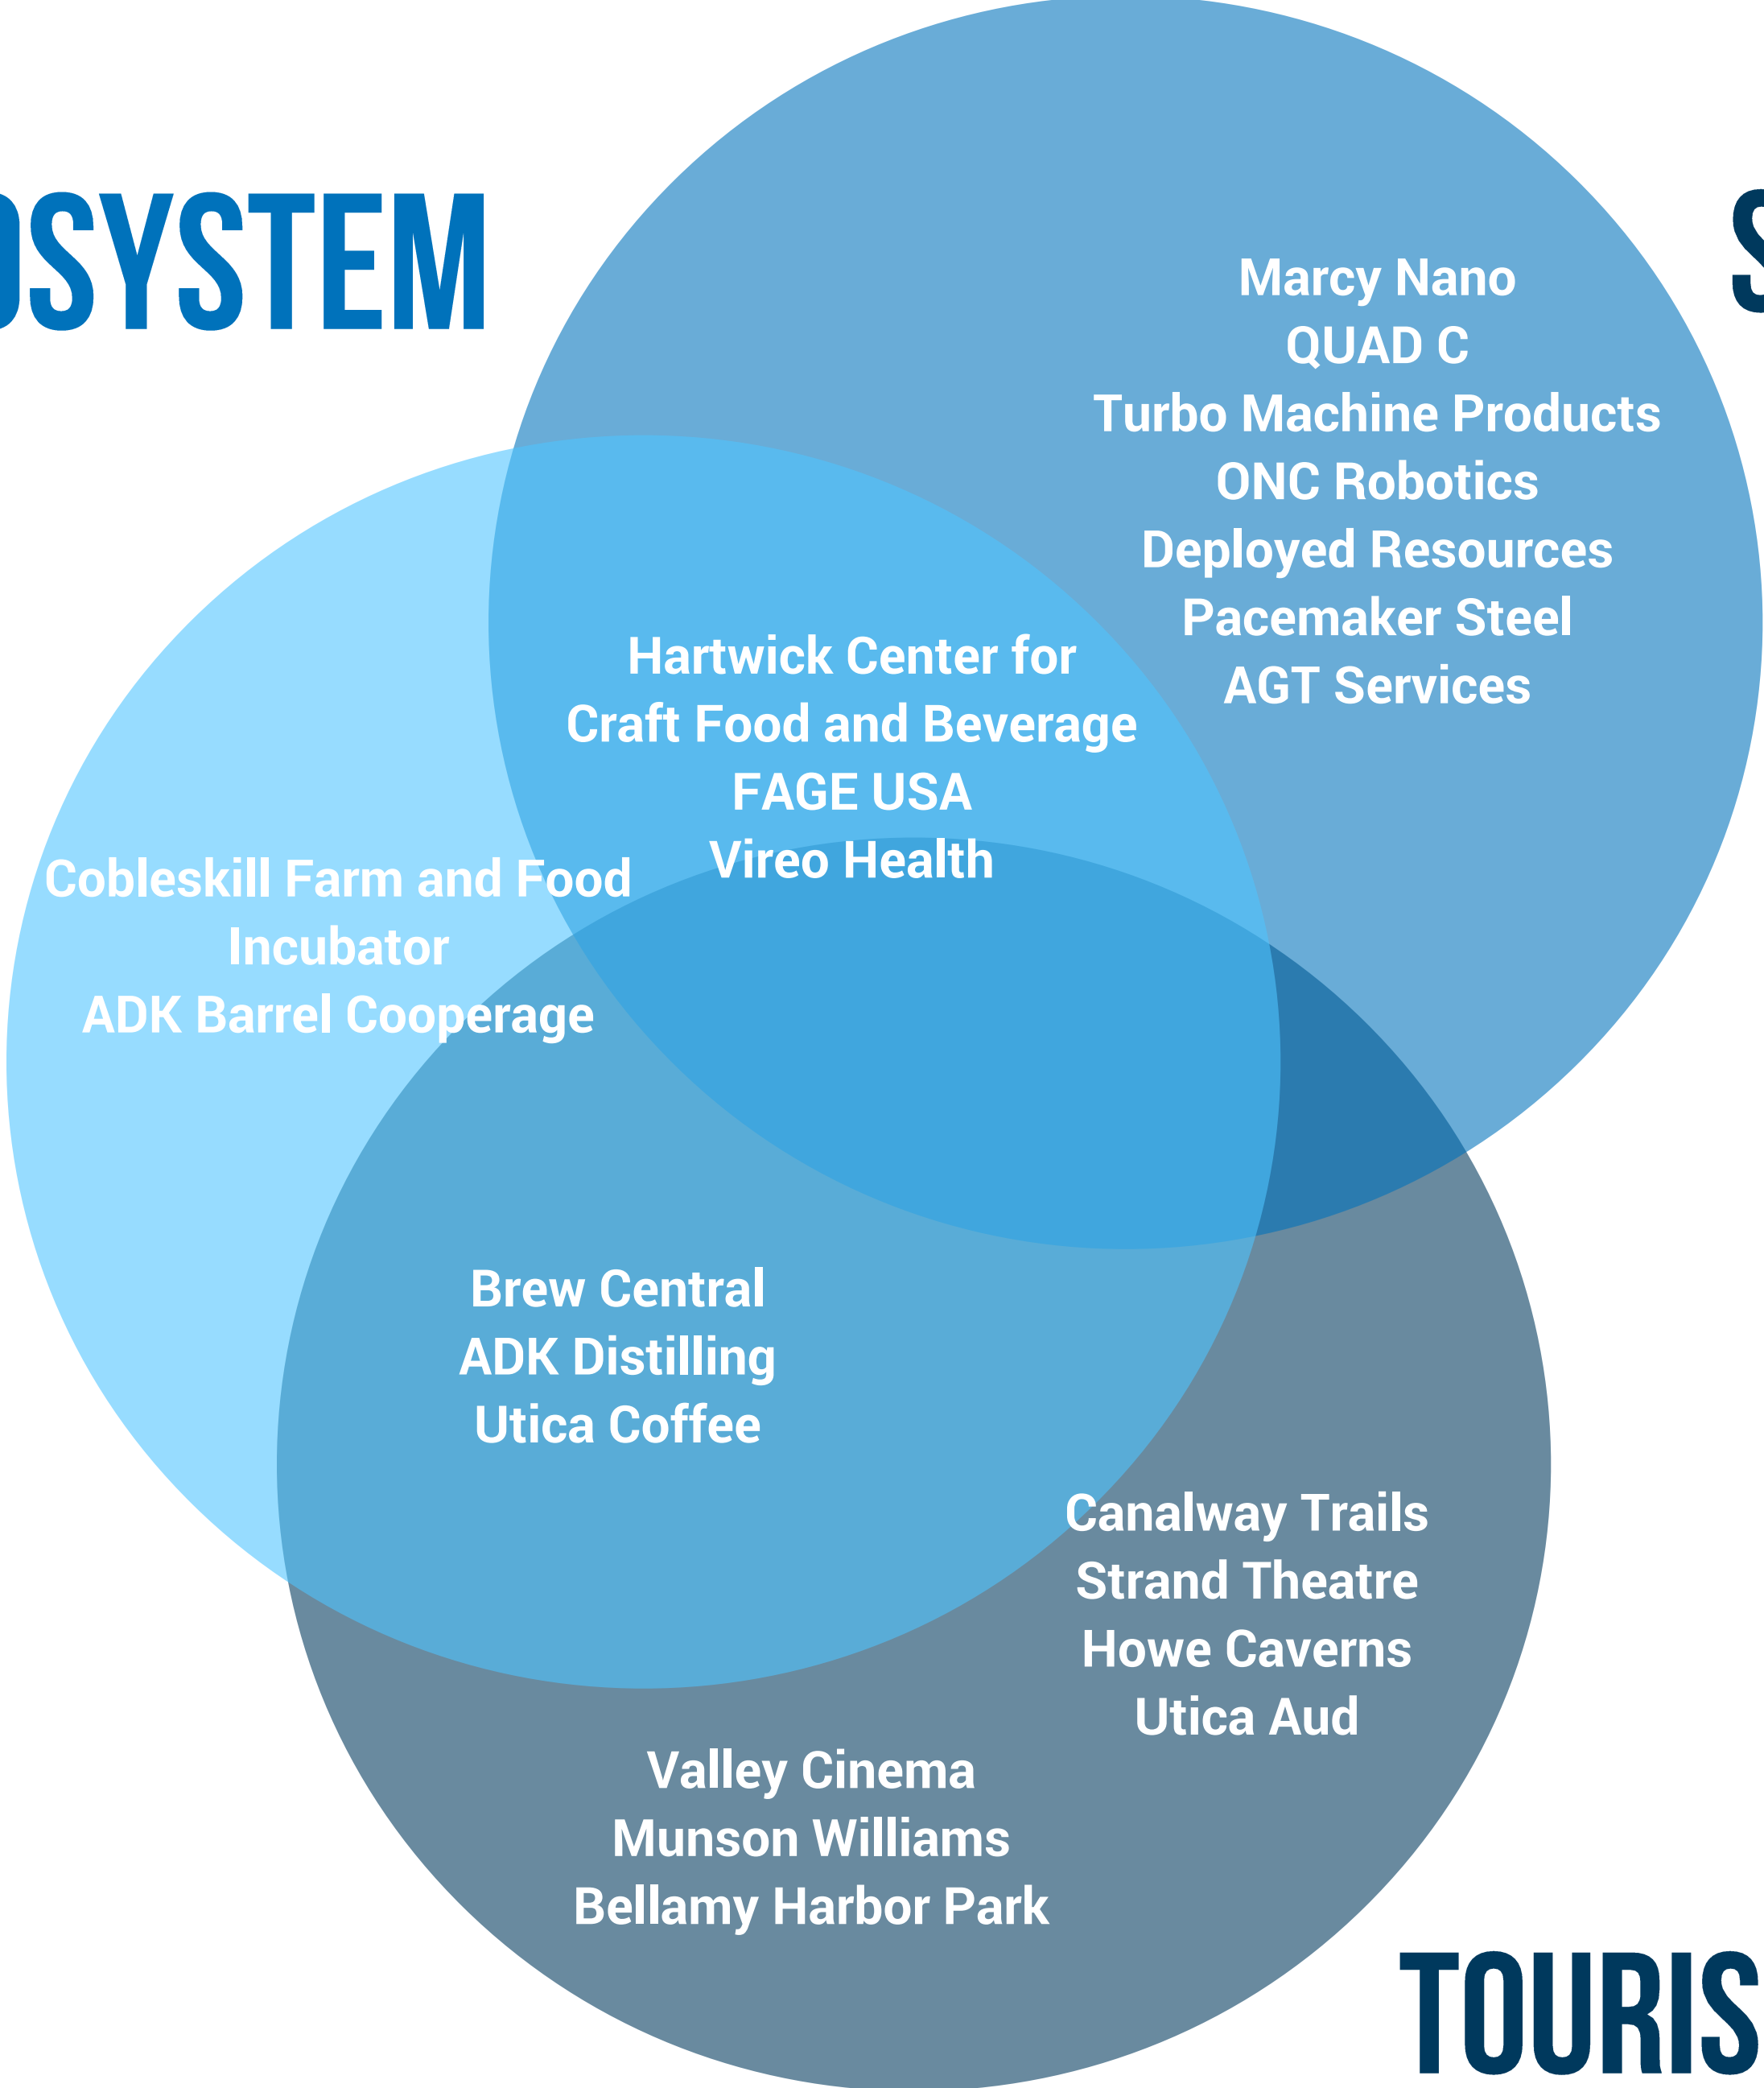 OSYSTEM
S
Marcy Nano
QUAD C
Turbo Machine Products
ONC Robotics
Deployed Resources
Pacemaker Steel
AGT Services
Hartwick Center for
Craft Food and Beverage
FAGE USA
Vireo Health
Cobleskill Farm and Food
Incubator
ADK Barrel Cooperage
Brew Central
ADK Distilling
Utica Coffee
Canalway Trails
Strand Theatre
Howe Caverns
Utica Aud
Valley Cinema
Munson Williams
Bellamy Harbor Park
TOURIS